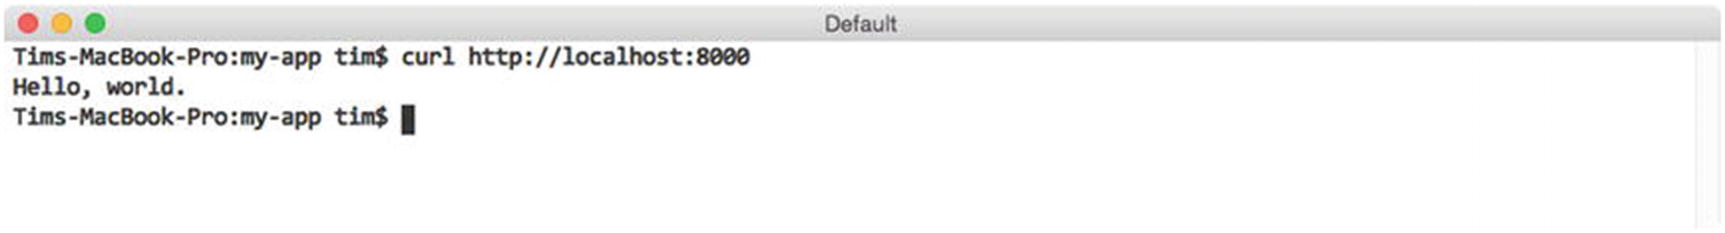 Default
Tims-MacBook-Pro:my-app tim$ curl http://localhost:8000
Hello, world.
Tims-MacBook-Pro:my-app tim$